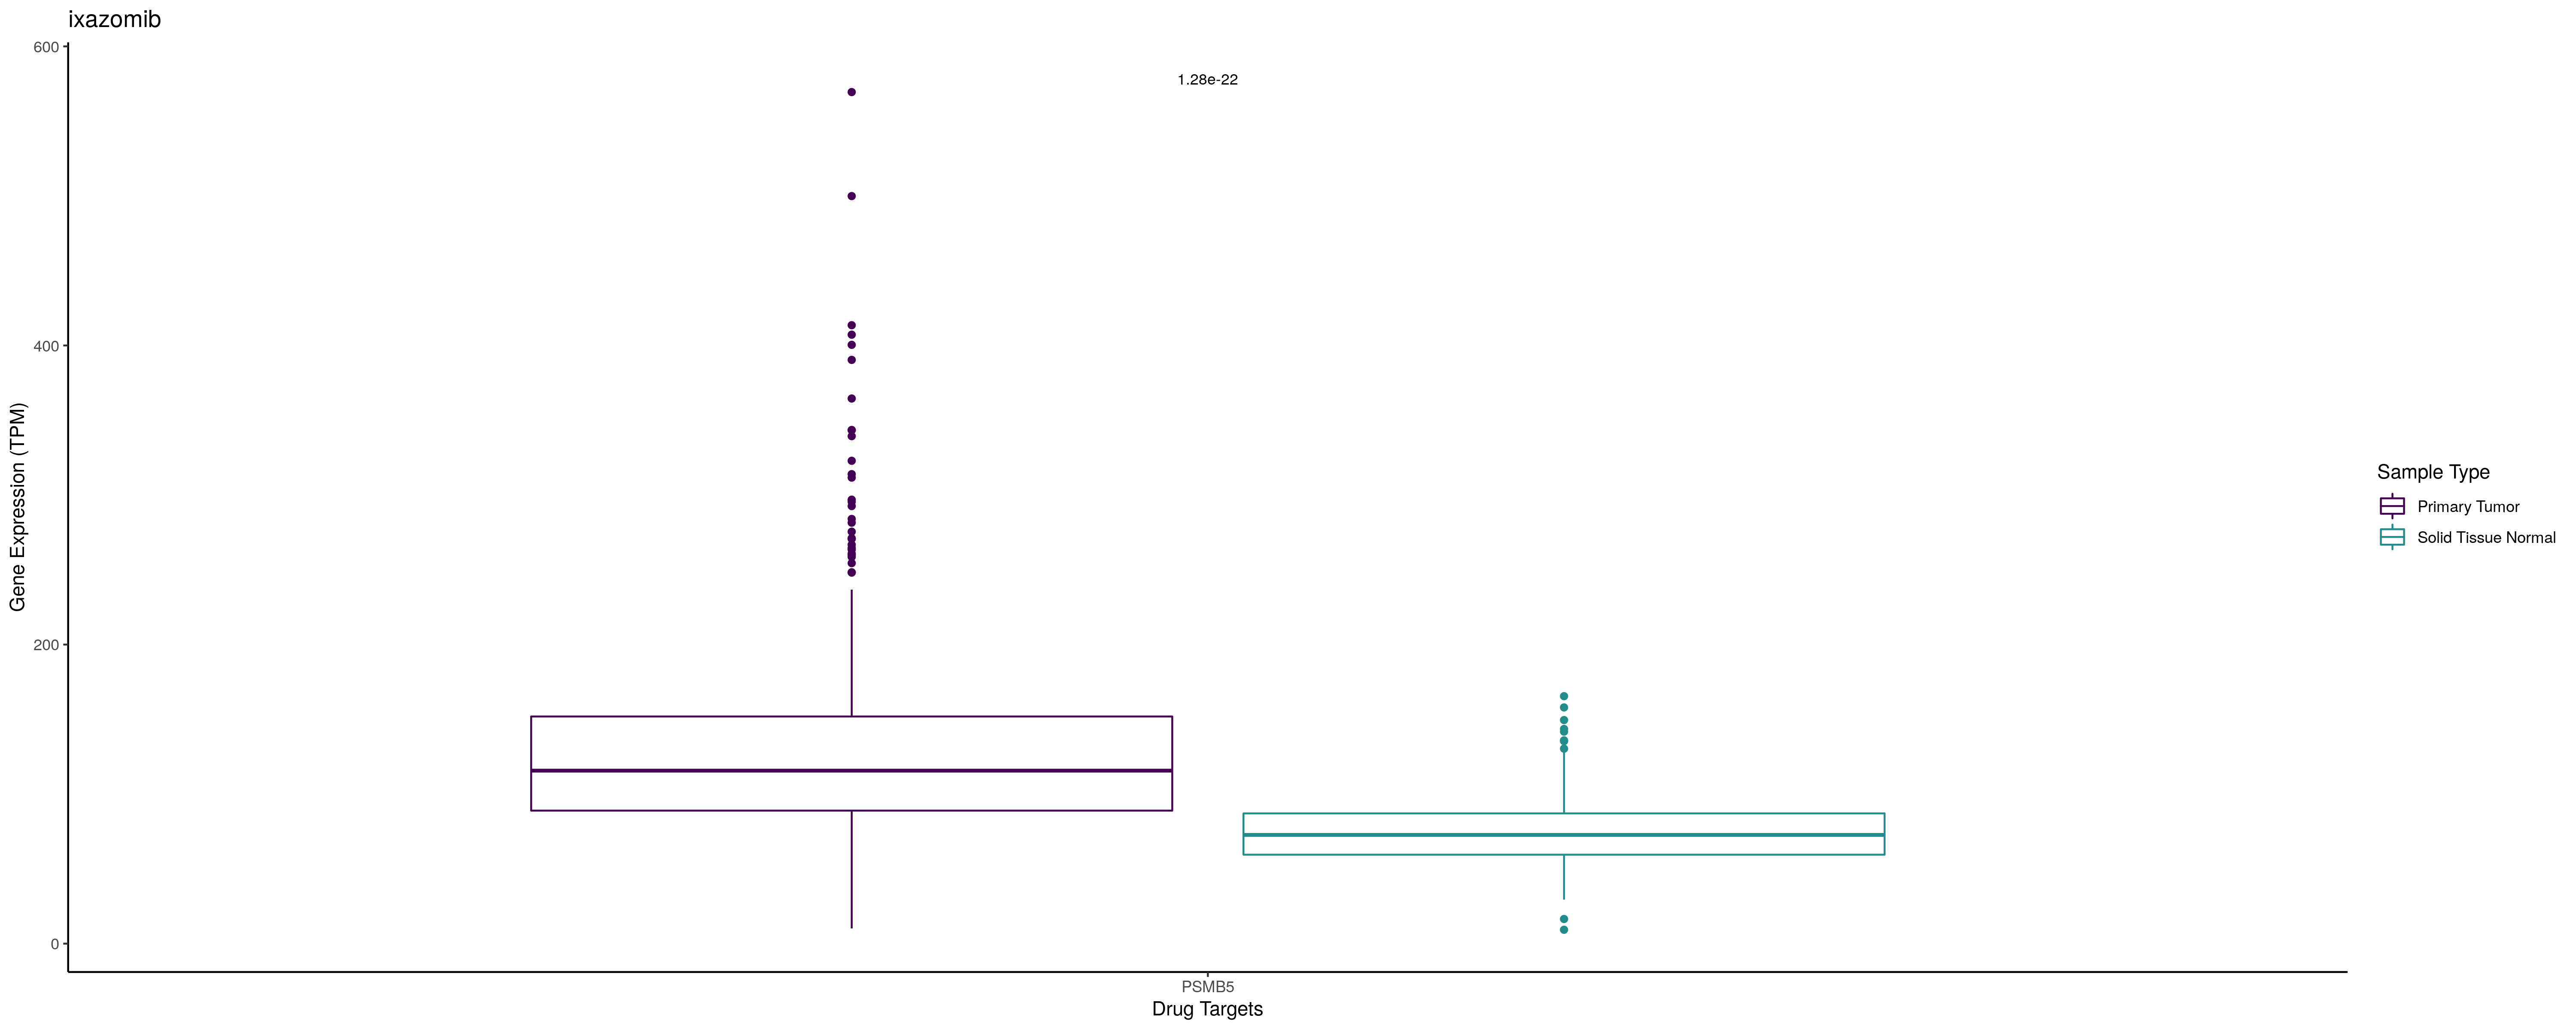 ixazomib
600
1.28e-22
400
Gene Expression (TPM)
Sample Type
Primary Tumor
Solid Tissue Normal
200
0
PSMB5
Drug Targets